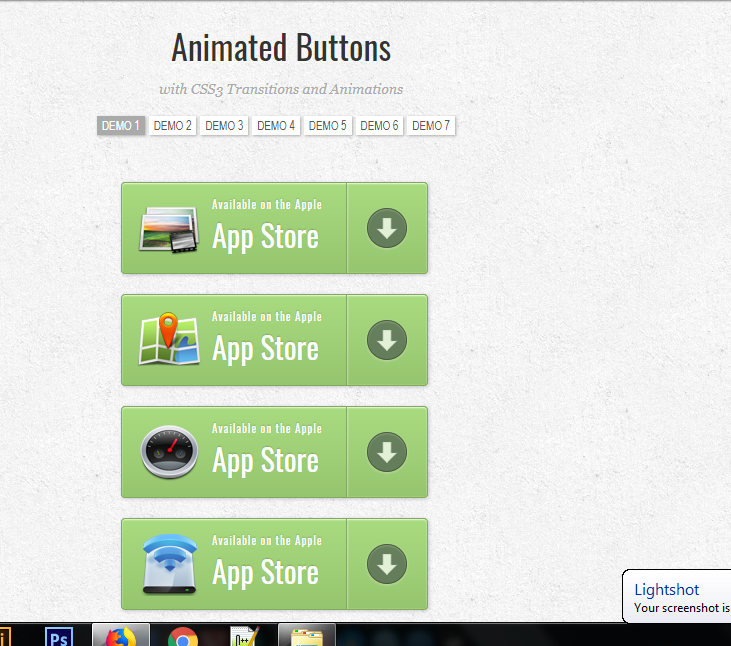 Animated Buttons
with CSS3 Transitions and Animations
DEMO 1 DEMO 2 DEMO 3 DEMO 4 DEMO 5 DEMO 6 DEMO 7
Available on the Apple
App Store
Available on the Apple
App Store
Available on the Apple
App Store
Available on the Apple
App Store
Lightshot
Your screenshot is
Ps